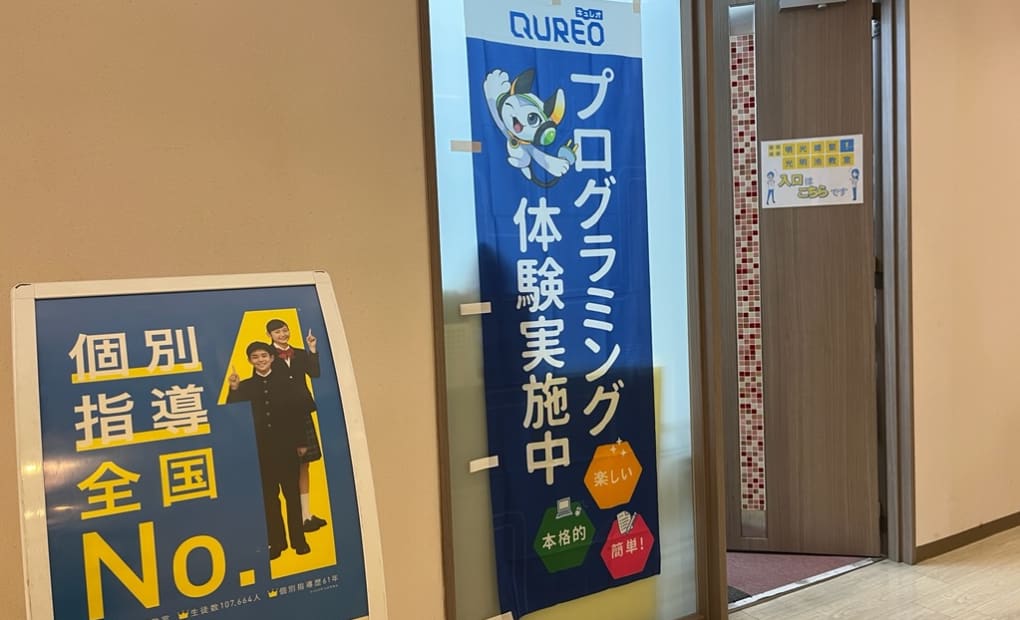 個別
指導
全国
No.
生徒数107,664人
個別指導歴61年
キュレオ
QUREO
プログラミング
体験実施中
楽しい
本格的
簡単!
明光義塾
光明池教室
入口は
こちらです